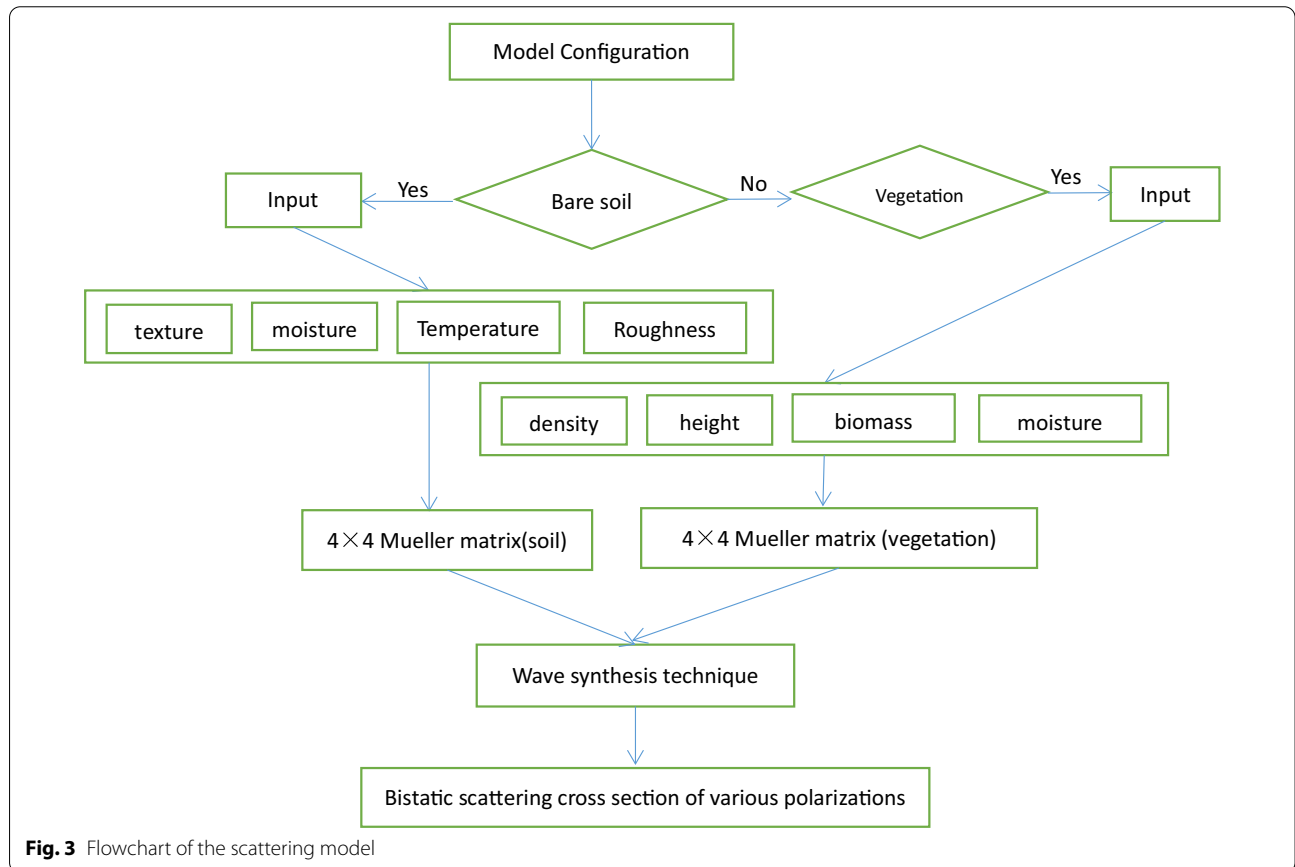 Model Configuration
Input
Yes
Bare soil
No
Vegetation
Yes
Input
texture
moisture
Temperature
Roughness
density
height
biomass
moisture
4×4 Mueller matrix(soil)
4×4 Mueller matrix (vegetation)
Wave synthesis technique
Bistatic scattering cross section of various polarizations
Fig. 3 Flowchart of the scattering model